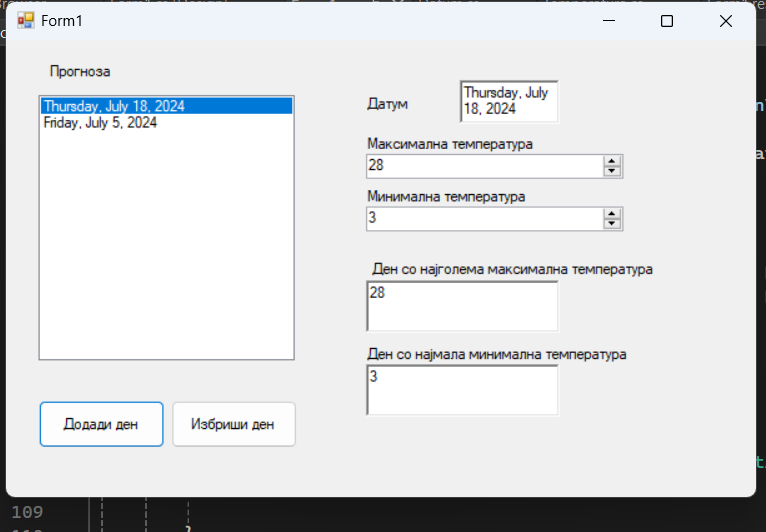 Form1
Прогноза
Thursday, July 18, 2024
Friday, July 5, 2024
Датум
Thursday, July
18, 2024
Максимална температура
28
Минимална температура
3
Ден со најголема максимална температура
28
Ден со најмала минимална температура
3
Додади ден
Избриши ден
109